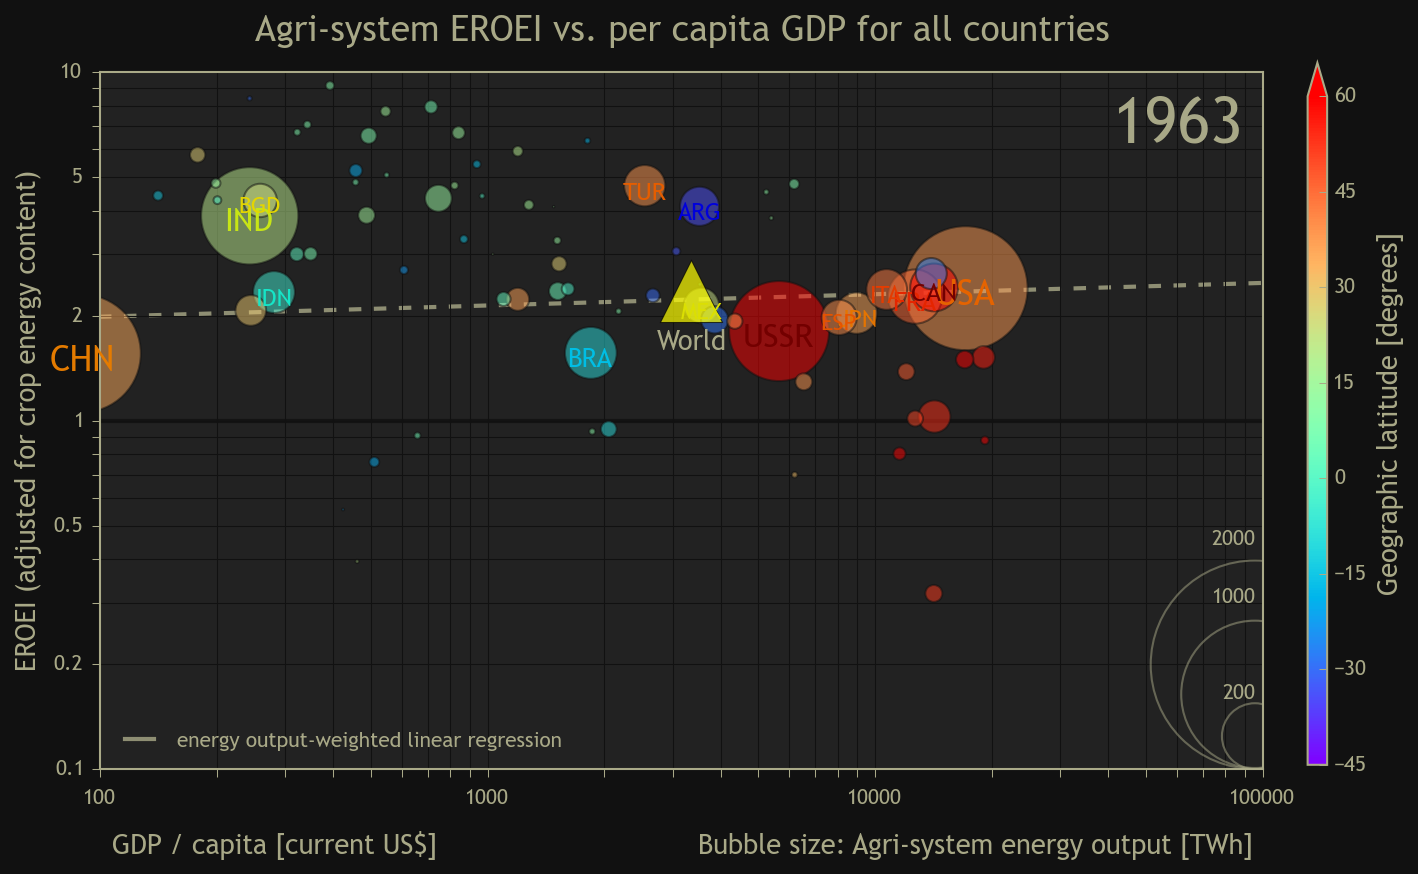 Agri-system EROEI vs. per capita GDP for all countries
1963
EROEI (adjusted for crop energy content)
10
5
2
1
0.5
0.2
0.1
TUR
ARG
BGD
IND
IDN
CHN
BRA
World
USSR
ESP
ITA
CAN
USA
2000
1000
200
energy output-weighted linear regression
100
1000
10000
100000
GDP / capita [current US$]
Bubble size: Agri-system energy output [TWh]
60
45
30
15
0
−15
−30
−45
Geographic latitude [degrees]